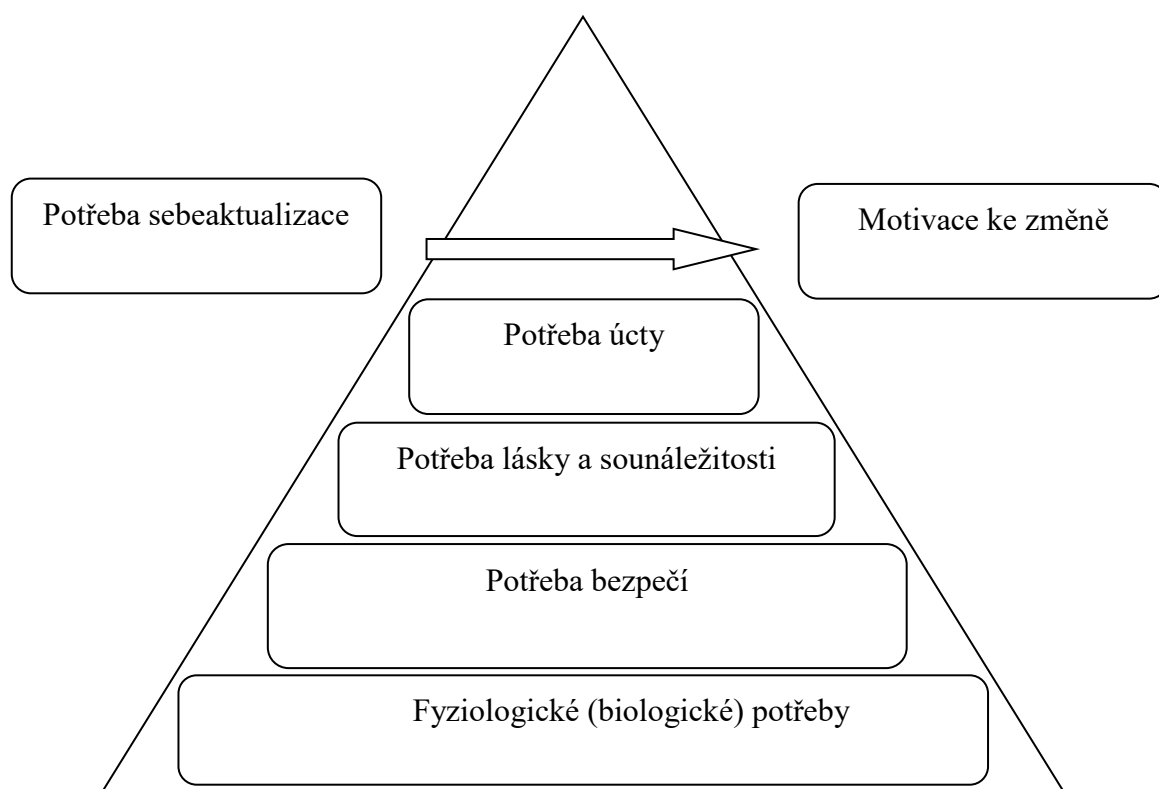 Potřeba sebeaktualizace
Motivace ke změně
Potřeba úcty
Potřeba lásky a sounáležitosti
Potřeba bezpečí
Fyziologické (biologické) potřeby